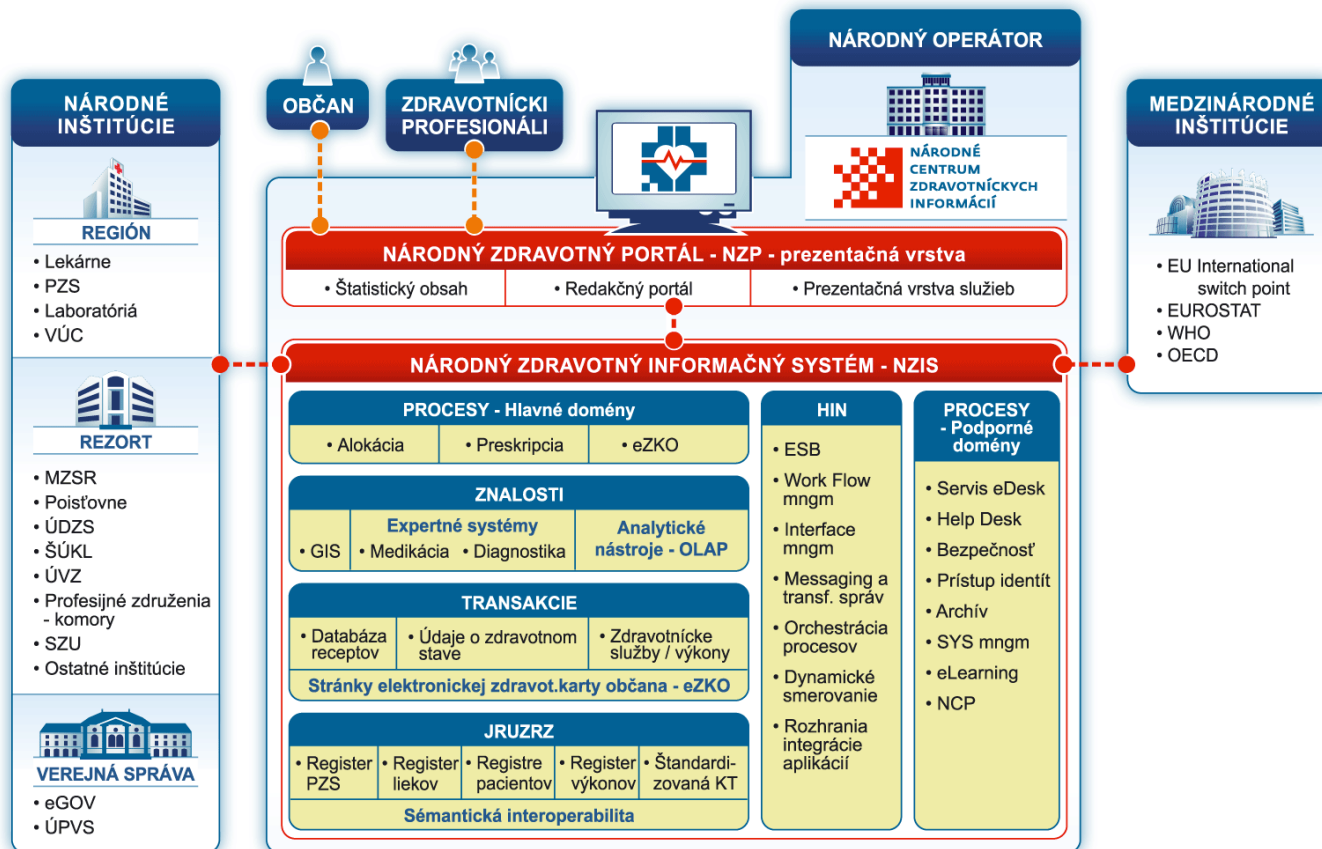 NÁRODNÉ
INŠTITÚCIE
REGIÓN
• Lekárne
• PZS
• Laboratóriá
• VÚC
REZORT
• MZSR
• Poisťovne
• ÚDZS
• ŠÚKL
• ÚVZ
• Profesijné združenia
- komory
• SZU
• Ostatné inštitúcie
VEREJNÁ SPRÁVA
• eGOV
• ÚPVS
OBČAN
ZDRAVOTNÍCKI
PROFESIONÁLI
NÁRODNÝ OPERÁTOR
NÁRODNÉ
CENTRUM
ZDRAVOTNÍCKYCH
INFORMÁCIÍ
NÁRODNÝ ZDRAVOTNÝ PORTÁL - NZP - prezentačná vrstva
• Štatistický obsah
• Redakčný portál
• Prezentačná vrstva služieb
NÁRODNÝ ZDRAVOTNÝ INFORMAČNÝ SYSTÉM - NZIS
PROCESY - Hlavné domény
• Alokácia
• Preskripcia
• eZKO
ZNALOSTI
• GIS
Expertné systémy
• Medikácia • Diagnostika
Analytické
nástroje - OLAP
TRANSAKCIE
• Databáza
receptov
• Údaje o zdravotnom
stave
• Zdravotnícke
služby / výkony
Stránky elektronickej zdravot.karty občana - eZKO
JRUZRZ
• Register
PZS
• Register
liekov
• Registre
pacientov
• Register
výkonov
• Štandardi-
zovaná KT
Sémantická interoperabilita
HIN
• ESB
• Work Flow
mngm
• Interface
mngm
• Messaging a
transf. správ
• Orchestrácia
procesov
• Dynamické
smerovanie
• Rozhrania
integrácie
aplikácií
PROCESY
- Podporné
domény
• Servis eDesk
• Help Desk
• Bezpečnosť
• Prístup identít
• Archív
• SYS mngm
• eLearning
• NCP
MEDZINÁRODNÉ
INŠTITÚCIE
• EU International
switch point
• EUROSTAT
• WHO
• OECD